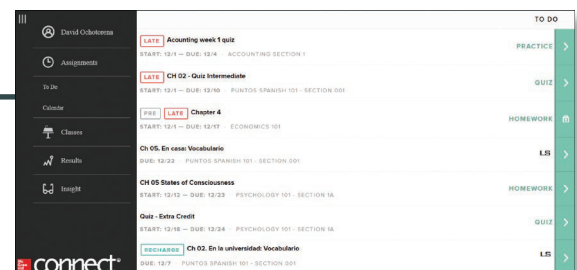 TO DO
David Ochotorena
Assignments
To Do
Calendar
Classes
Results
Insight
Mc Graw Hill connect®
LATE Acounting week 1 quiz
PRACTICE
START: 12/1 — DUE: 12/4 · ACCOUNTING SECTION 1
LATE CH 02 - Quiz Intermediate
QUIZ
START: 12/1 — DUE: 12/10 · PUNTOS SPANISH 101 - SECTION 001
PRE LATE Chapter 4
HOMEWORK
START: 12/1 — DUE: 12/17 · ECONOMICS 101
Ch 05. En casa: Vocabulario
LS
DUE: 12/22 · PUNTOS SPANISH 101 - SECTION 001
CH 05 States of Consciousness
HOMEWORK
START: 12/12 — DUE: 12/23 · PSYCHOLOGY 101 - SECTION 1A
Quiz - Extra Credit
QUIZ
START: 12/18 — DUE: 12/24 · PSYCHOLOGY 101 - SECTION 1A
RECHARGE Ch 02. En la universidad: Vocabulario
LS
DUE: 12/7 · PUNTOS SPANISH 101 - SECTION 001